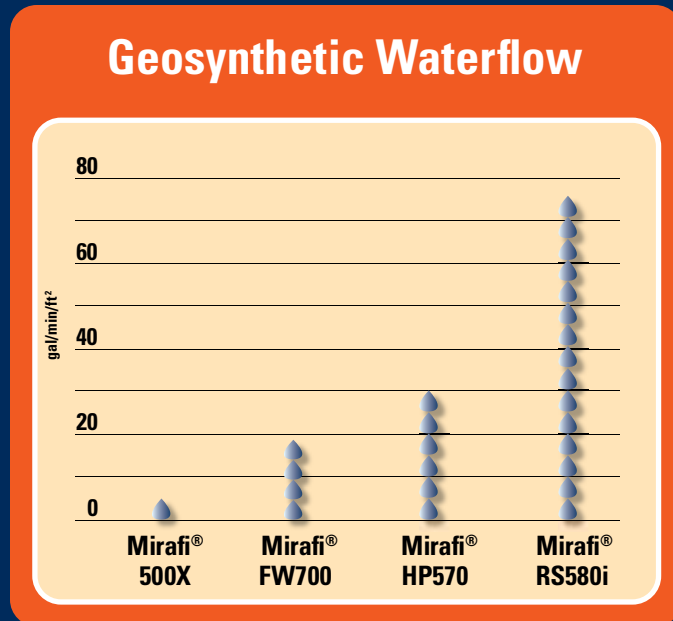 Geosynthetic Waterflow
80
60
40
20
0
gal/min/ft²
Mirafi®
500X
Mirafi®
FW700
Mirafi®
HP570
Mirafi®
RS580i